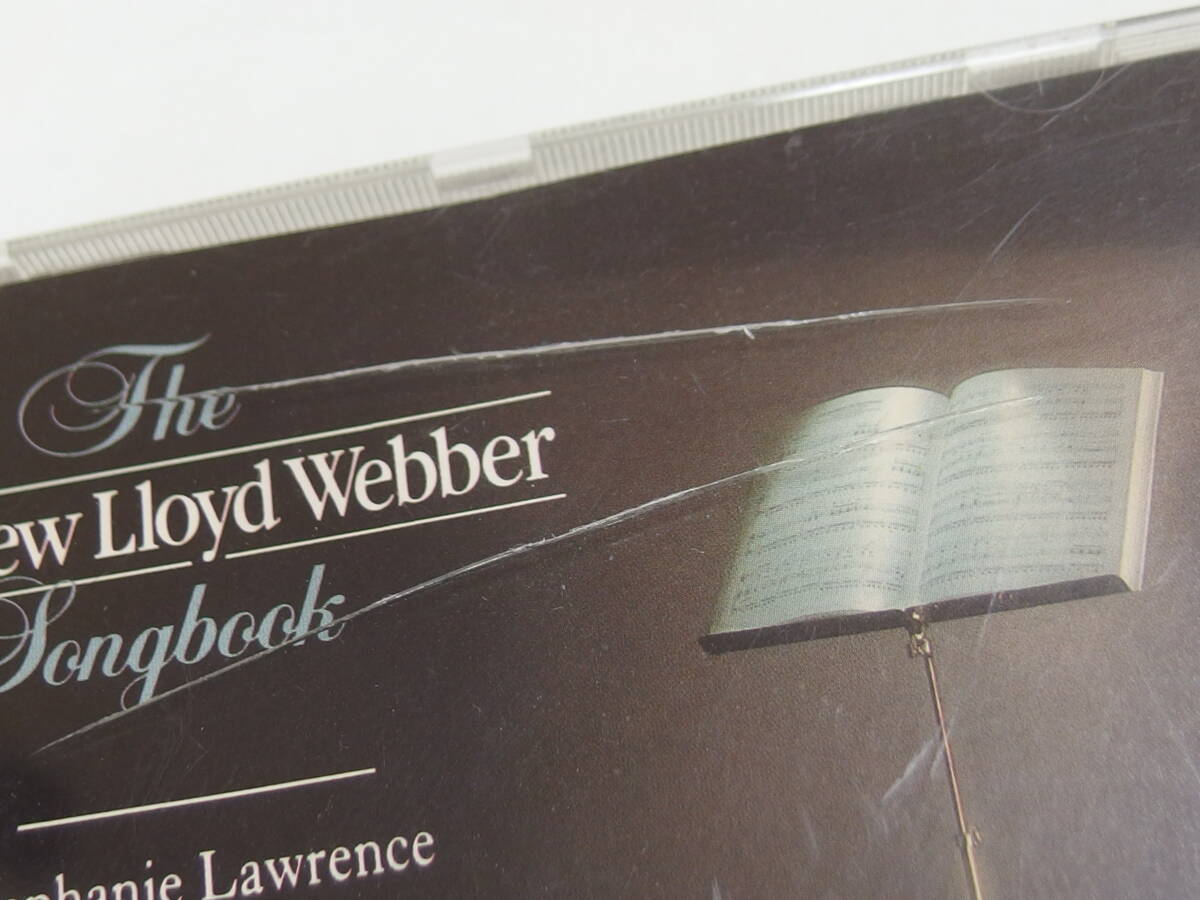 The
ew Lloyd Webber
Songbook
phanie Lawrence